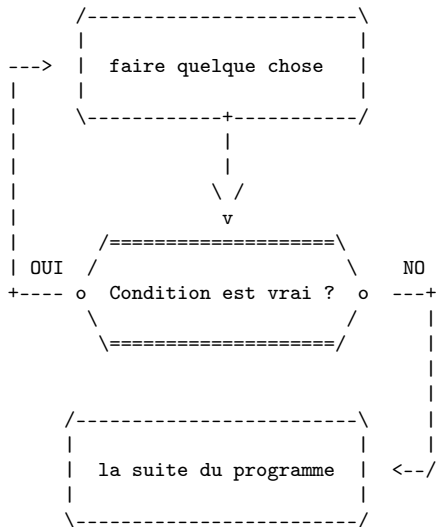 faire quelque chose
OUI
Condition est vrai ?
NO
la suite du programme